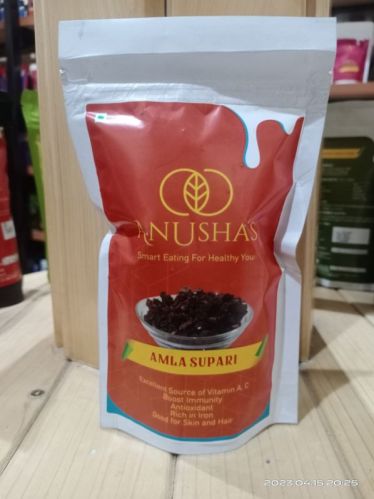 ANUSHA'S
Smart Eating For Healthy You
AMLA SUPARI
Excellent Source of Vitamin A, C
Boost Immunity
Antioxidant
Rich in Iron
Good for Skin and Hair
2023.04.15 20:25